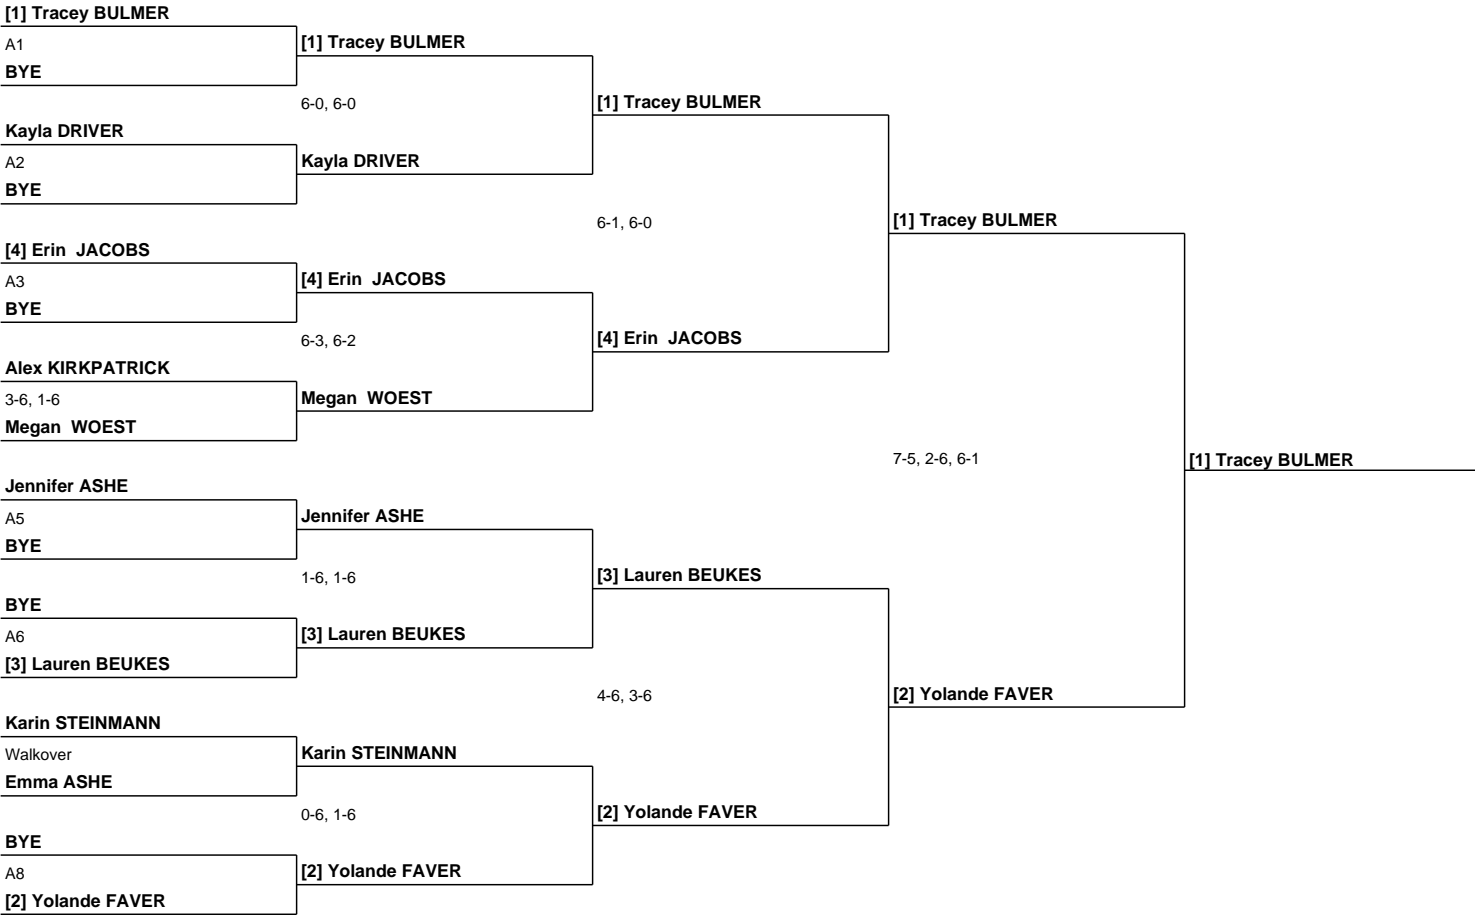 [1] Tracey BULMER
A1
BYE
Kayla DRIVER
A2
BYE
[4] Erin  JACOBS
A3
BYE
Alex KIRKPATRICK
3-6, 1-6
Megan  WOEST
Jennifer ASHE
A5
BYE
BYE
A6
[3] Lauren BEUKES
Karin STEINMANN
Walkover
Emma ASHE
BYE
A8
[2] Yolande FAVER
[1] Tracey BULMER
6-0, 6-0
Kayla DRIVER
[4] Erin  JACOBS
6-3, 6-2
Megan  WOEST
Jennifer ASHE
1-6, 1-6
[3] Lauren BEUKES
Karin STEINMANN
0-6, 1-6
[2] Yolande FAVER
[1] Tracey BULMER
6-1, 6-0
[4] Erin  JACOBS
[3] Lauren BEUKES
4-6, 3-6
[2] Yolande FAVER
[1] Tracey BULMER
7-5, 2-6, 6-1
[2] Yolande FAVER
[1] Tracey BULMER